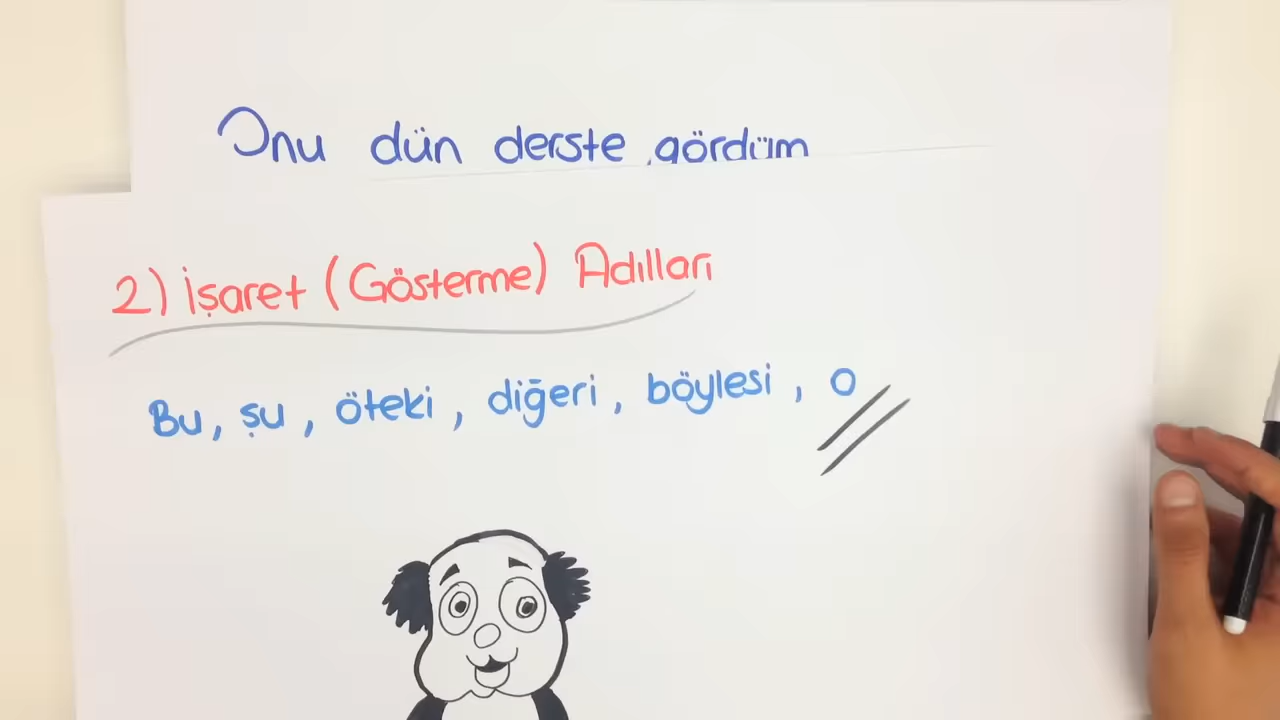 Onu dün derste gördüm
2) İşaret (Gösterme) Adılları
Bu, şu, öteki, diğeri, böylesi, o